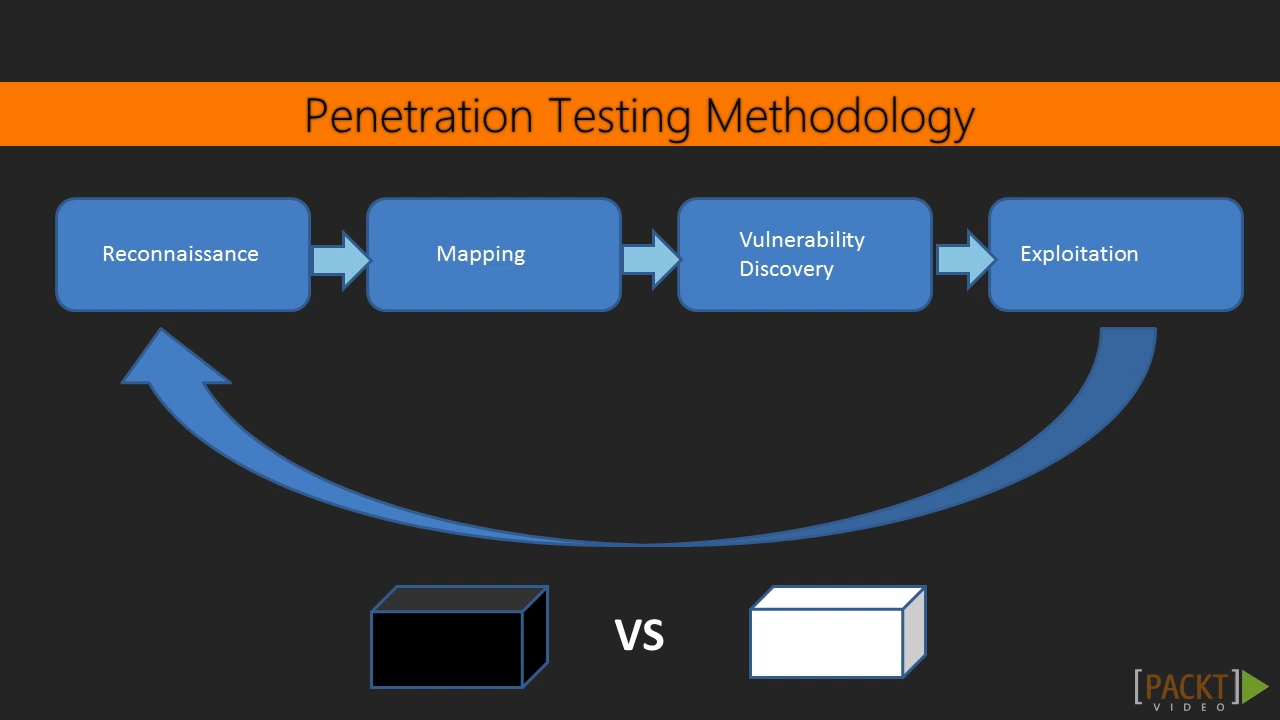 Penetration Testing Methodology
Reconnaissance
Mapping
Vulnerability
Discovery
Exploitation
VS
[PACKT]
VIDEO